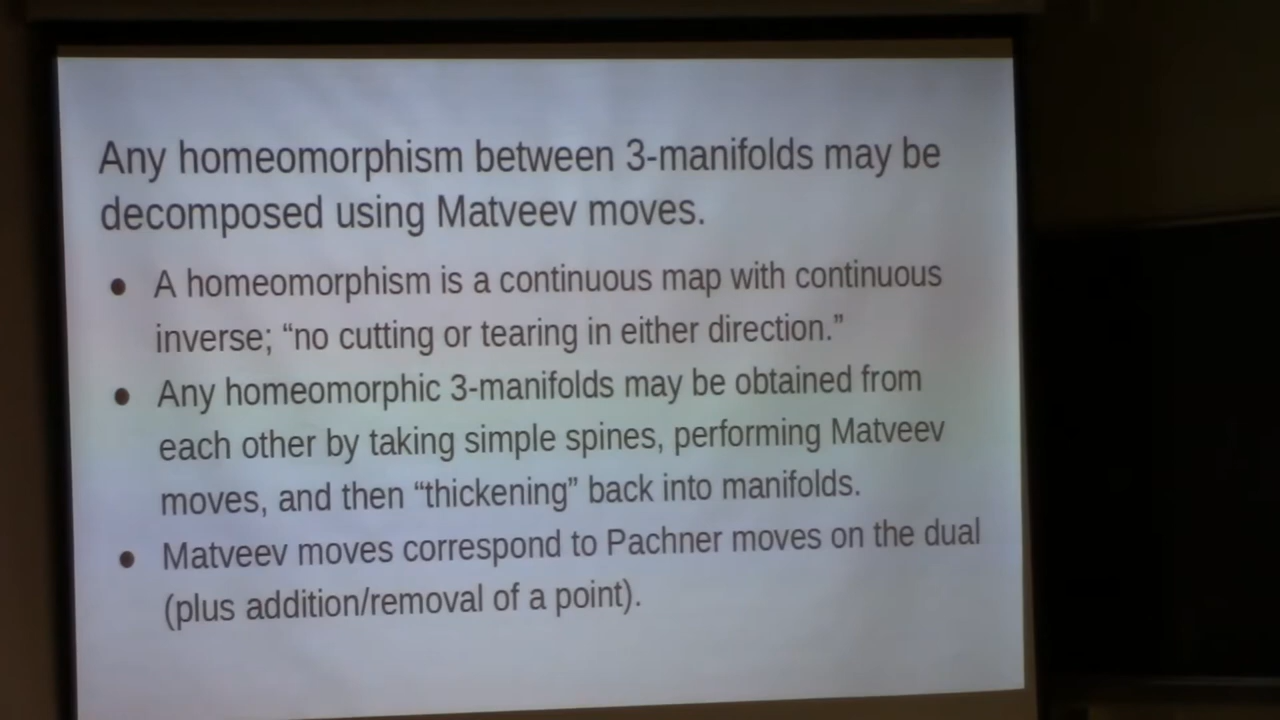 Any homeomorphism between 3-manifolds may be
decomposed using Matveev moves.
● A homeomorphism is a continuous map with continuous
inverse; “no cutting or tearing in either direction.”
● Any homeomorphic 3-manifolds may be obtained from
each other by taking simple spines, performing Matveev
moves, and then “thickening” back into manifolds.
● Matveev moves correspond to Pachner moves on the dual
(plus addition/removal of a point).